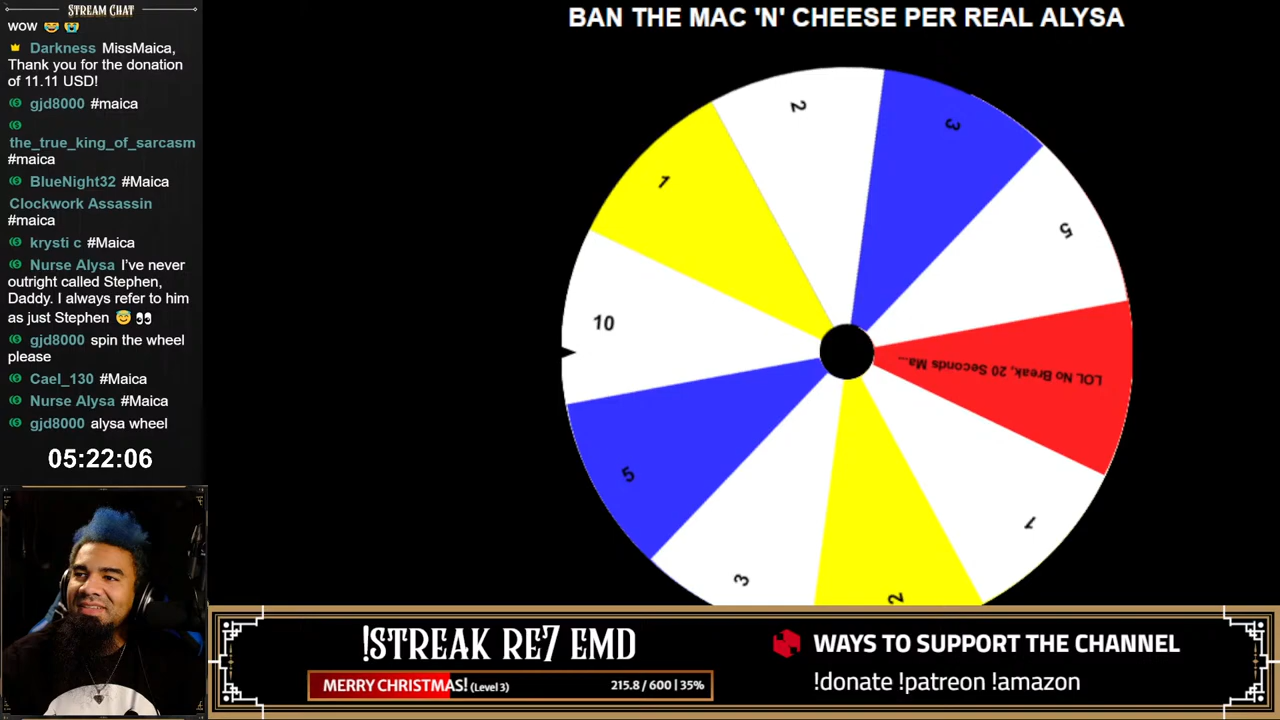 STREAM CHAT
wow
Darkness MissMaica,
Thank you for the donation
of 11.11 USD!
gjd8000 #maica
the_true_king_of_sarcasm
#maica
BlueNight32 #Maica
Clockwork Assassin
#maica
krysti c #Maica
Nurse Alysa I've never
outright called Stephen,
Daddy. I always refer to him
as just Stephen
gjd8000 spin the wheel
please
Cael_130 #Maica
Nurse Alysa #Maica
gjd8000 alysa wheel
05:22:06
BAN THE MAC 'N' CHEESE PER REAL ALYSA
2
3
1
5
10
LOL No Break, 20 Seconds Ma...
5
1
3
2
!STREAK RE7 EMD
MERRY CHRISTMAS! (Level 3)
215.8 / 600 | 35%
WAYS TO SUPPORT THE CHANNEL
!donate !patreon !amazon